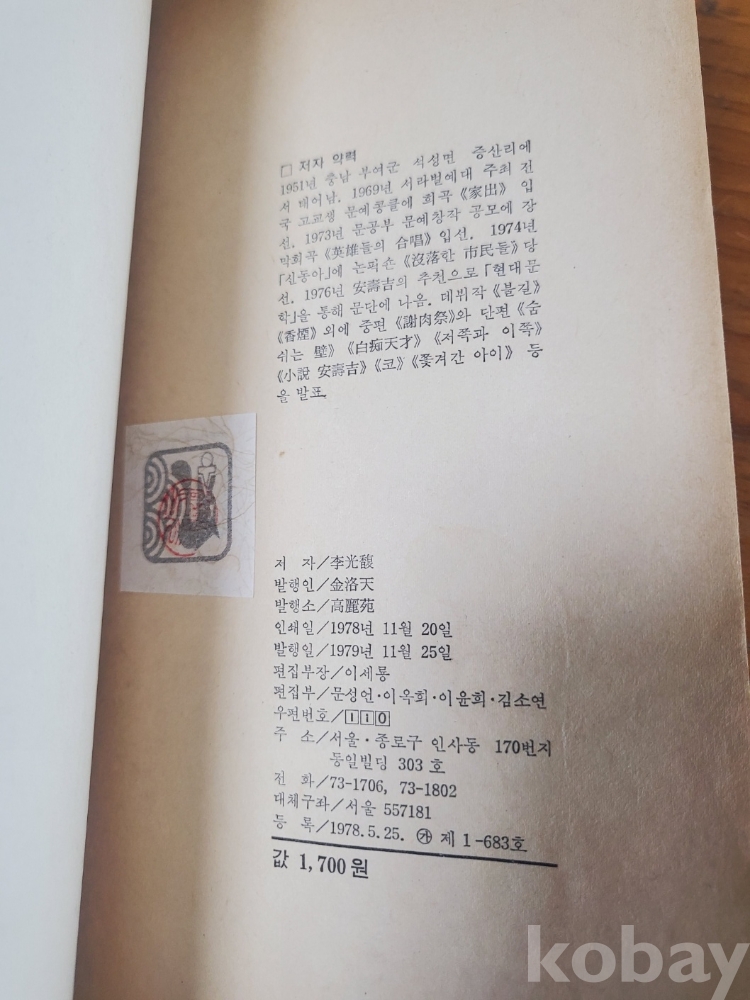 □ 저자 약력
1951년 충남 부여군 석성면 증산리에
서 태어남. 1969년 서라벌예대 주최 전
국 고교생 문예콩쿨에 희곡 《家出》 입
선. 1973년 문공부 문예창작 공모에 장
막희곡 《英雄들의 合唱》 입선. 1974년
「신동아」에 논픽숀 《沒落한 市民들》 당
선. 1976년 安壽吉의 추천으로 「현대문
학」을 통해 문단에 나옴. 데뷔작 《불길》
《香煙》 외에 중편 《謝肉祭》와 단편 《숨
쉬는 壁》 《白痴天才》 《저쪽과 이쪽》
《小說 安壽吉》 《코》 《쫓겨간 아이》 등
을 발표.
저 자/李光馥
발행인/金洛天
발행소/高麗苑
인쇄일/1978년 11월 20일
발행일/1979년 11월 25일
편집부장/이세룡
편집부/문성언·이옥희·이윤희·김소연
우편번호/110
주 소/서울·종로구 인사동 170번지
동일빌딩 303호
전 화/73-1706, 73-1802
대체구좌/서울 557181
등 록/1978.5.25. ㉮ 제 1-683호
값 1,700원
kobay